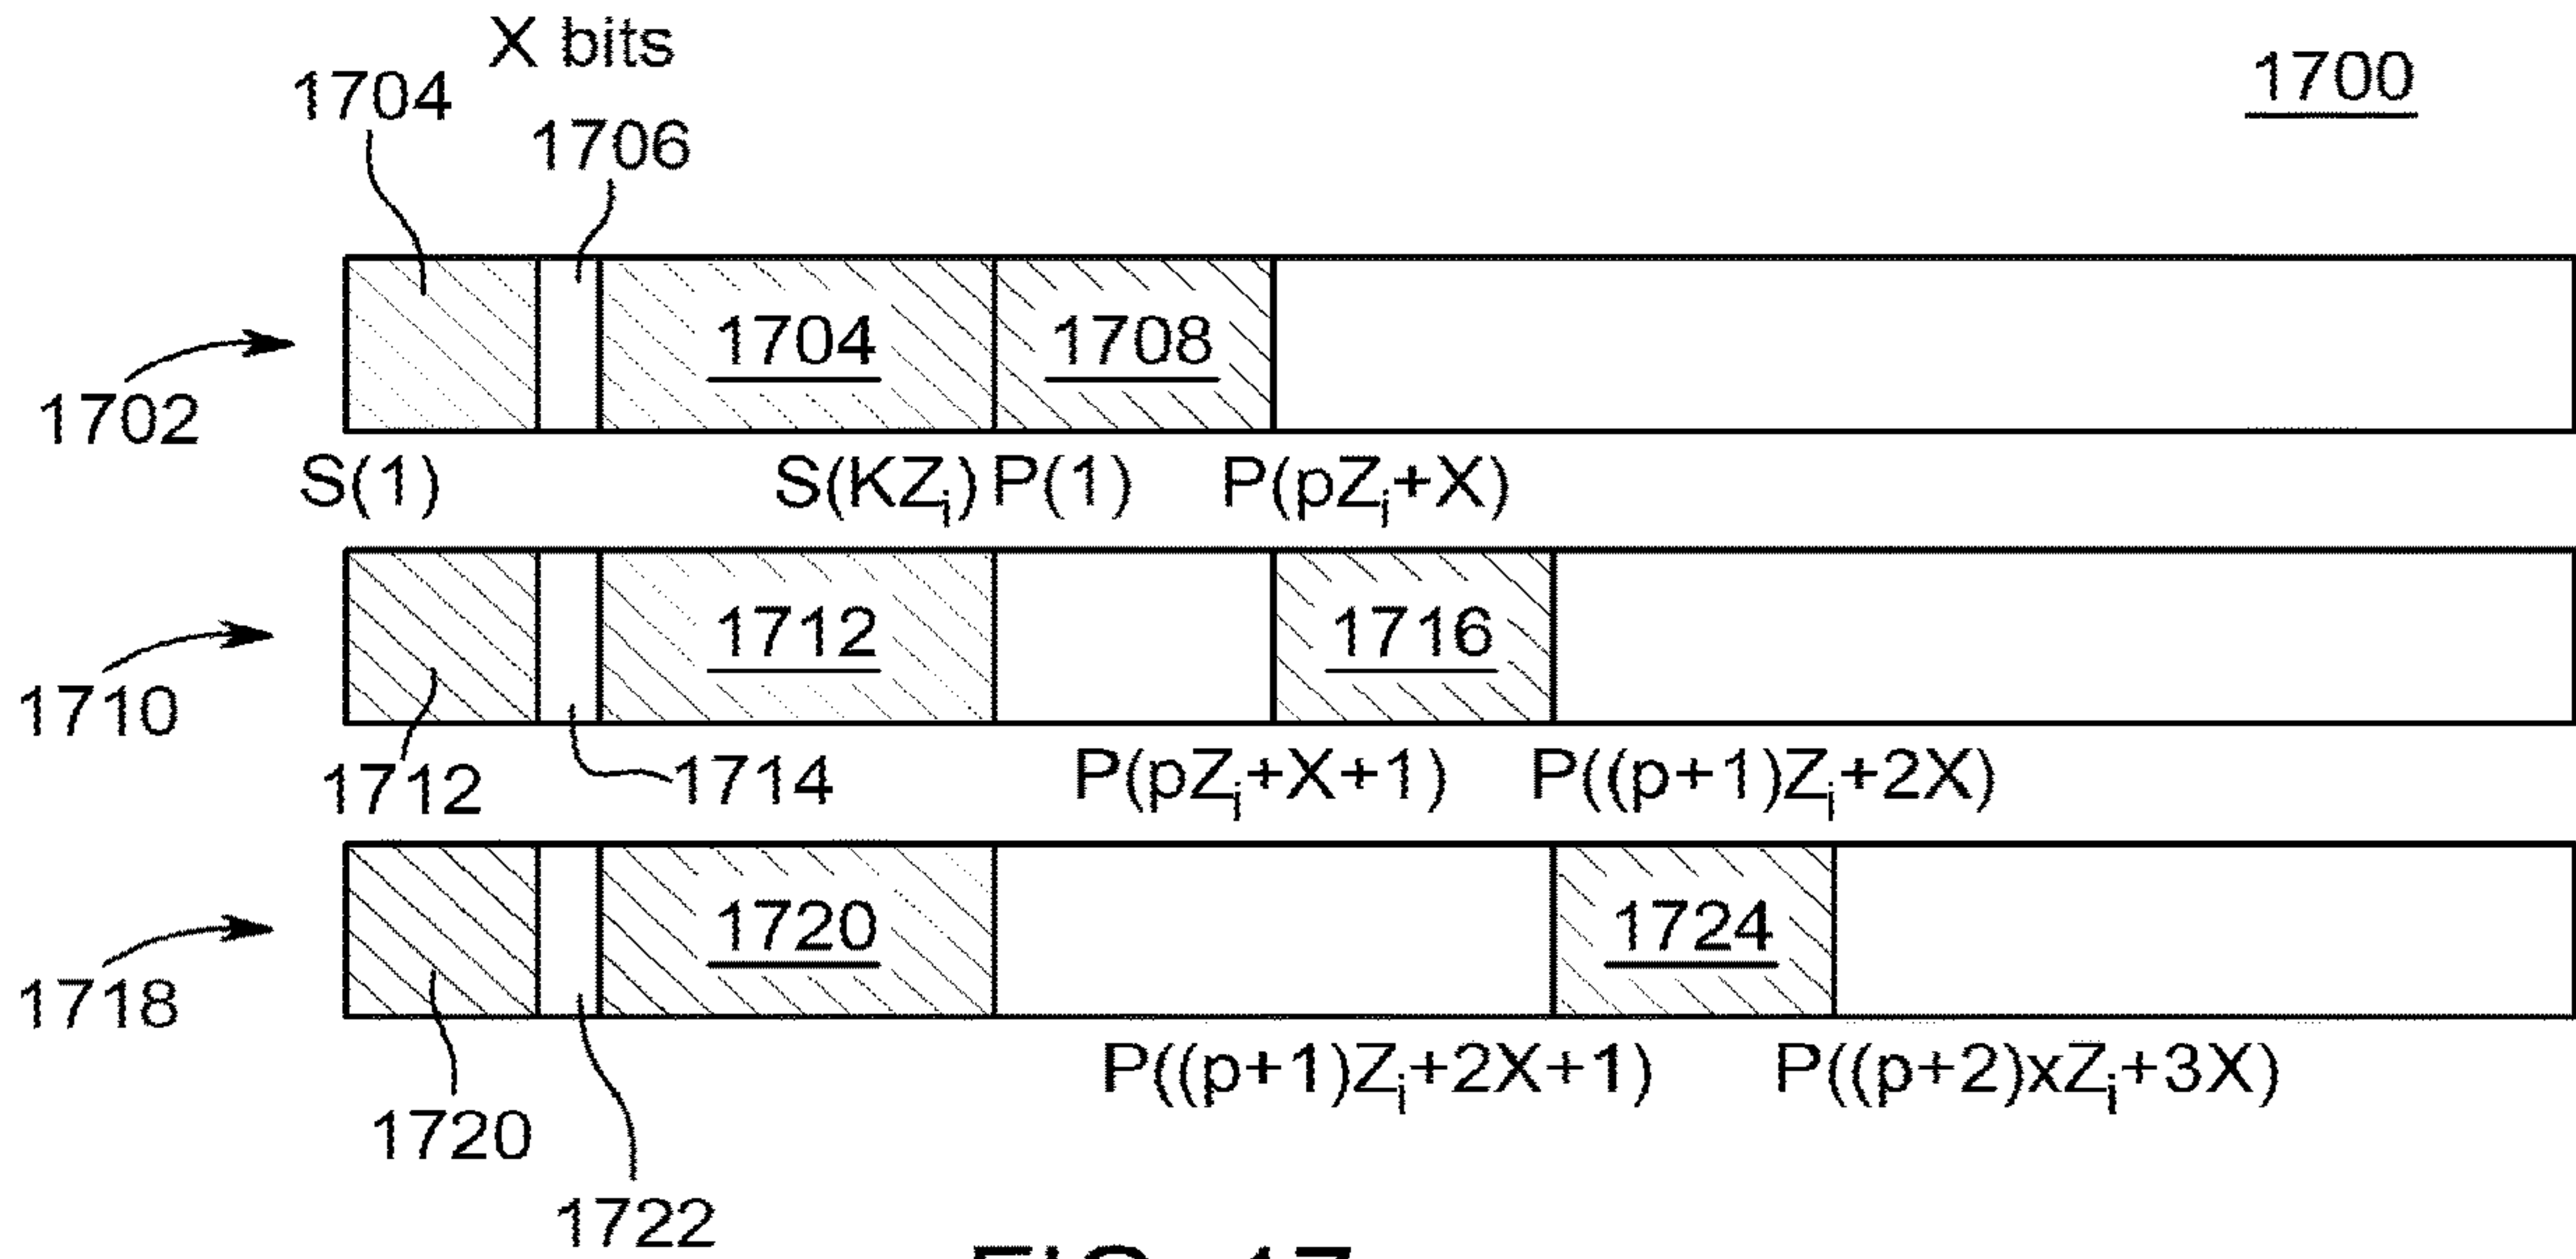 X bits
1700
1704
1706
1704
1708
1702
S(1)
S(KZi)
P(1)
P(pZi+X)
1712
1716
1710
1712
1714
P(pZi+X+1)
P((p+1)Zi+2X)
1720
1724
1718
P((p+1)Zi+2X+1)
P((p+2)xZi+3X)
1720
1722